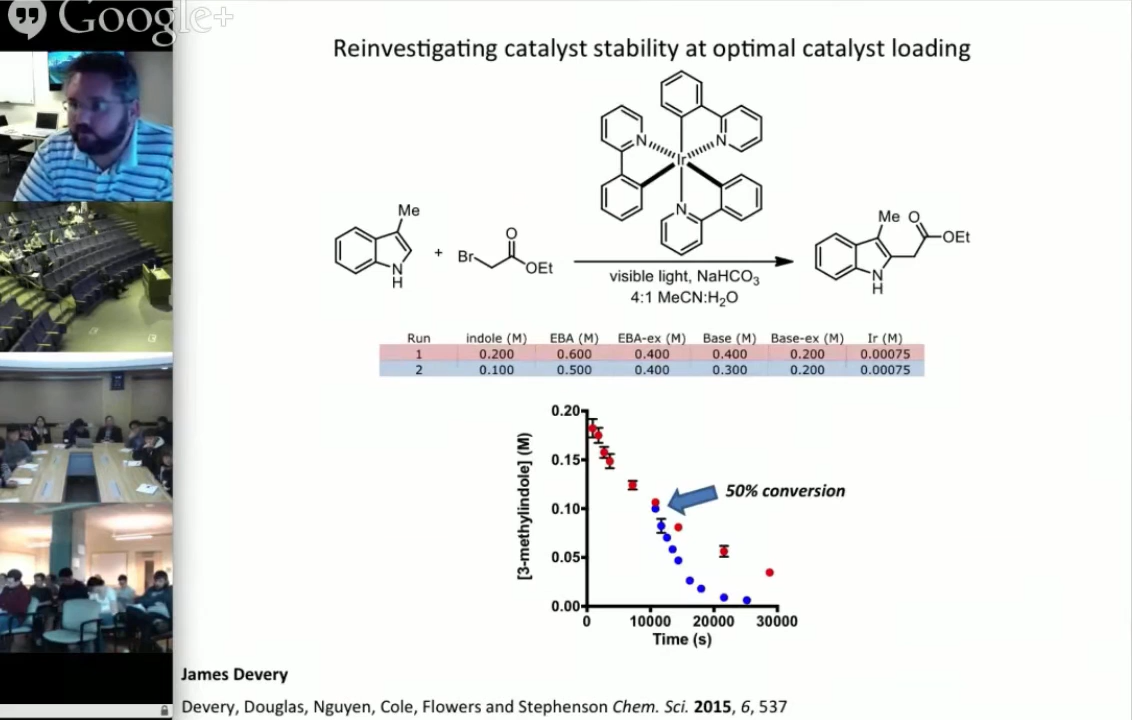 Google+
Reinvestigating catalyst stability at optimal catalyst loading
N
N
Ir
N
Me
N
H
+
Br
O
OEt
visible light, NaHCO₃
4:1 MeCN:H₂O
Me
O
OEt
N
H
Run indole (M) EBA (M) EBA-ex (M) Base (M) Base-ex (M) Ir (M)
1 0.200 0.600 0.400 0.400 0.200 0.00075
2 0.100 0.500 0.400 0.300 0.200 0.00075
0.20
0.15
0.10
0.05
0.00
[3-methylindole] (M)
50% conversion
0 10000 20000 30000
Time (s)
James Devery
Devery, Douglas, Nguyen, Cole, Flowers and Stephenson Chem. Sci. 2015, 6, 537